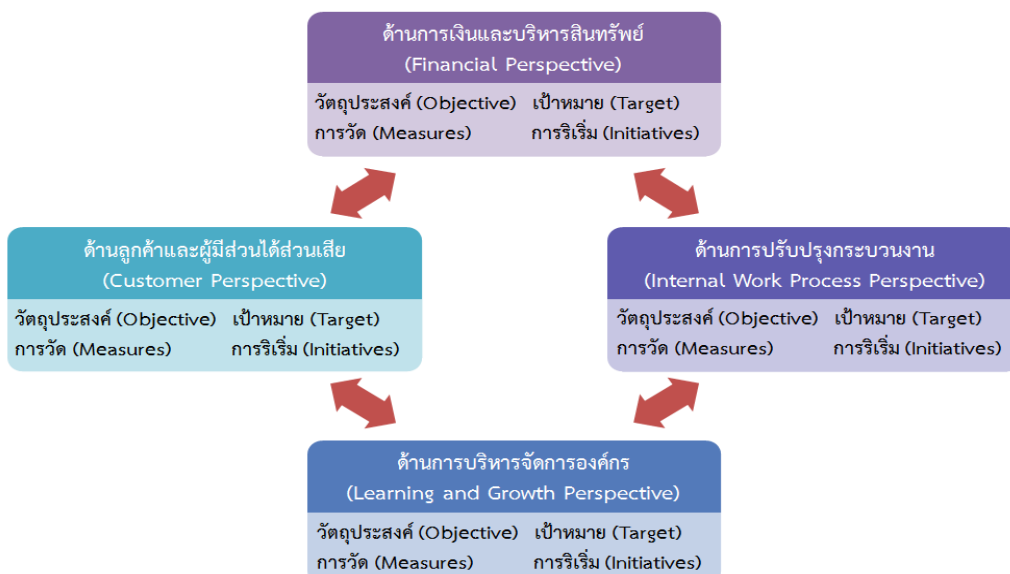 ด้านการเงินและบริหารสินทรัพย์
(Financial Perspective)
วัตถุประสงค์ (Objective) เป้าหมาย (Target)
การวัด (Measures) การริเริ่ม (Initiatives)
ด้านลูกค้าและผู้มีส่วนได้ส่วนเสีย
(Customer Perspective)
วัตถุประสงค์ (Objective) เป้าหมาย (Target)
การวัด (Measures) การริเริ่ม (Initiatives)
ด้านการปรับปรุงกระบวนงาน
(Internal Work Process Perspective)
วัตถุประสงค์ (Objective) เป้าหมาย (Target)
การวัด (Measures) การริเริ่ม (Initiatives)
ด้านการบริหารจัดการองค์กร
(Learning and Growth Perspective)
วัตถุประสงค์ (Objective) เป้าหมาย (Target)
การวัด (Measures) การริเริ่ม (Initiatives)